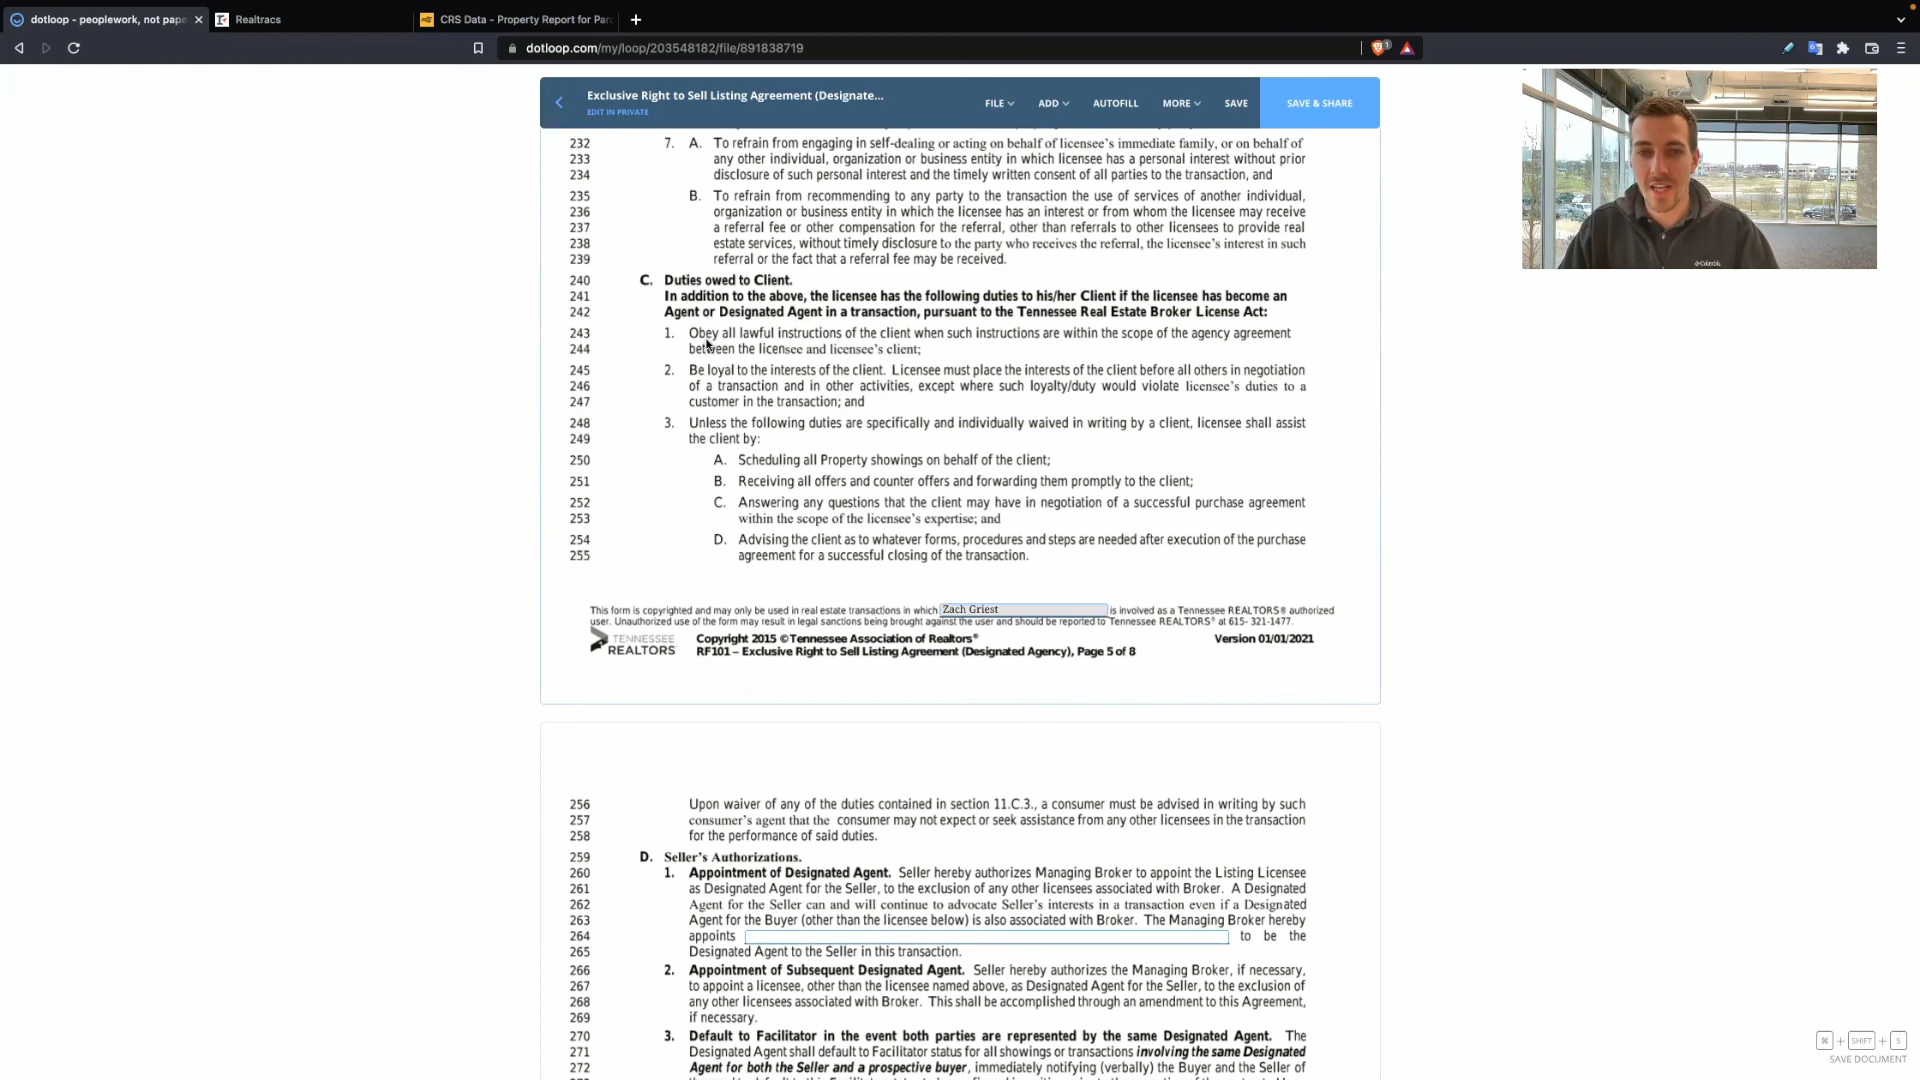 dotloop - peoplework, not pape
Realtracs
CRS Data - Property Report for Parc
dotloop.com/my/loop/203548182/file/891838719
1
Exclusive Right to Sell Listing Agreement (Designate...
EDIT IN PRIVATE
FILE
ADD
AUTOFILL
MORE
SAVE
SAVE & SHARE
232 7. A. To refrain from engaging in self-dealing or acting on behalf of licensee's immediate family, or on behalf of
233 any other individual, organization or business entity in which licensee has a personal interest without prior
234 disclosure of such personal interest and the timely written consent of all parties to the transaction, and
235 B. To refrain from recommending to any party to the transaction the use of services of another individual,
236 organization or business entity in which the licensee has an interest or from whom the licensee may receive
237 a referral fee or other compensation for the referral, other than referrals to other licensees to provide real
238 estate services, without timely disclosure to the party who receives the referral, the licensee's interest in such
239 referral or the fact that a referral fee may be received.
240 C. Duties owed to Client.
241 In addition to the above, the licensee has the following duties to his/her Client if the licensee has become an
242 Agent or Designated Agent in a transaction, pursuant to the Tennessee Real Estate Broker License Act:
243 1. Obey all lawful instructions of the client when such instructions are within the scope of the agency agreement
244 between the licensee and licensee's client;
245 2. Be loyal to the interests of the client. Licensee must place the interests of the client before all others in negotiation
246 of a transaction and in other activities, except where such loyalty/duty would violate licensee's duties to a
247 customer in the transaction; and
248 3. Unless the following duties are specifically and individually waived in writing by a client, licensee shall assist
249 the client by:
250 A. Scheduling all Property showings on behalf of the client;
251 B. Receiving all offers and counter offers and forwarding them promptly to the client;
252 C. Answering any questions that the client may have in negotiation of a successful purchase agreement
253 within the scope of the licensee's expertise; and
254 D. Advising the client as to whatever forms, procedures and steps are needed after execution of the purchase
255 agreement for a successful closing of the transaction.
This form is copyrighted and may only be used in real estate transactions in which Zach Griest is involved as a Tennessee REALTORS® authorized
user. Unauthorized use of the form may result in legal sanctions being brought against the user and should be reported to Tennessee REALTORS® at 615- 321-1477.
TENNESSEE
REALTORS
Copyright 2015 © Tennessee Association of Realtors® Version 01/01/2021
RF101 – Exclusive Right to Sell Listing Agreement (Designated Agency), Page 5 of 8
256 Upon waiver of any of the duties contained in section 11.C.3., a consumer must be advised in writing by such
257 consumer's agent that the consumer may not expect or seek assistance from any other licensees in the transaction
258 for the performance of said duties.
259 D. Seller's Authorizations.
260 1. Appointment of Designated Agent. Seller hereby authorizes Managing Broker to appoint the Listing Licensee
261 as Designated Agent for the Seller, to the exclusion of any other licensees associated with Broker. A Designated
262 Agent for the Seller can and will continue to advocate Seller's interests in a transaction even if a Designated
263 Agent for the Buyer (other than the licensee below) is also associated with Broker. The Managing Broker hereby
264 appoints to be the
265 Designated Agent to the Seller in this transaction.
266 2. Appointment of Subsequent Designated Agent. Seller hereby authorizes the Managing Broker, if necessary,
267 to appoint a licensee, other than the licensee named above, as Designated Agent for the Seller, to the exclusion of
268 any other licensees associated with Broker. This shall be accomplished through an amendment to this Agreement,
269 if necessary.
270 3. Default to Facilitator in the event both parties are represented by the same Designated Agent. The
271 Designated Agent shall default to Facilitator status for all showings or transactions involving the same Designated
272 Agent for both the Seller and a prospective buyer, immediately notifying (verbally) the Buyer and the Seller of
⌘ + SHIFT + S
SAVE DOCUMENT